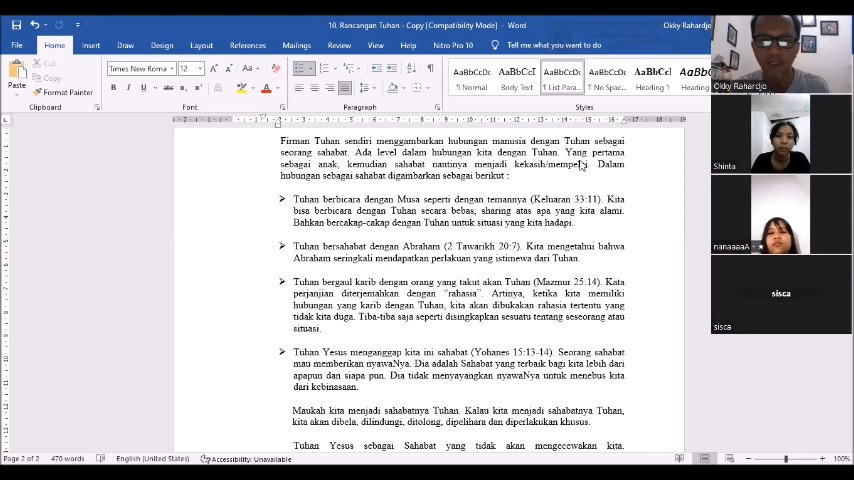 10. Rancangan Tuhan - Copy [Compatibility Mode] - Word
Okky Rahardjo
File Home Insert Draw Design Layout References Mailings Review View Help Nitro Pro 10 Tell me what you want to do
Cut
Copy
Format Painter
Paste
Times New Roma 12
AaBbCcDc AaBbCcDc AaBbCcDc AaBbCcDc AaBbCcI AaBbC
¶ Normal Body Text ¶ List Para... ¶ No Spac... Heading 1 Heading
Clipboard Font Paragraph Styles
Firman Tuhan sendiri menggambarkan hubungan manusia dengan Tuhan sebagai
seorang sahabat. Ada level dalam hubungan kita dengan Tuhan. Yang pertama
sebagai anak, kemudian sahabat nantinya menjadi kekasih/mempelai. Dalam
hubungan sebagai sahabat digambarkan sebagai berikut :
➢ Tuhan berbicara dengan Musa seperti dengan temannya (Keluaran 33:11). Kita
bisa berbicara dengan Tuhan secara bebas, sharing atas apa yang kita alami.
Bahkan bercakap-cakap dengan Tuhan untuk situasi yang kita hadapi.
➢ Tuhan bersahabat dengan Abraham (2 Tawarikh 20:7). Kita mengetahui bahwa
Abraham seringkali mendapatkan perlakuan yang istimewa dari Tuhan.
➢ Tuhan bergaul karib dengan orang yang takut akan Tuhan (Mazmur 25:14). Kata
perjanjian diterjemahkan dengan “rahasia”. Artinya, ketika kita memiliki
hubungan yang karib dengan Tuhan, kita akan dibukakan rahasia tertentu yang
tidak kita duga. Tiba-tiba saja seperti disingkapkan sesuatu tentang seseorang atau
situasi.
➢ Tuhan Yesus menganggap kita ini sahabat (Yohanes 15:13-14). Seorang sahabat
mau memberikan nyawaNya. Dia adalah Sahabat yang terbaik bagi kita lebih dari
apapun dan siapa pun. Dia tidak menyayangkan nyawaNya untuk menebus kita
dari kebinasaan.
Maukah kita menjadi sahabatnya Tuhan. Kalau kita menjadi sahabatnya Tuhan,
kita akan dibela, dilindungi, ditolong, dipelihara dan diperlakukan khusus.
Tuhan Yesus sebagai Sahabat yang tidak akan mengecewakan kita.
Page 2 of 2 470 words English (United States) Accessibility: Unavailable 100%
Okky Rahardjo
Shinta
nanaaaaA
sisca
sisca